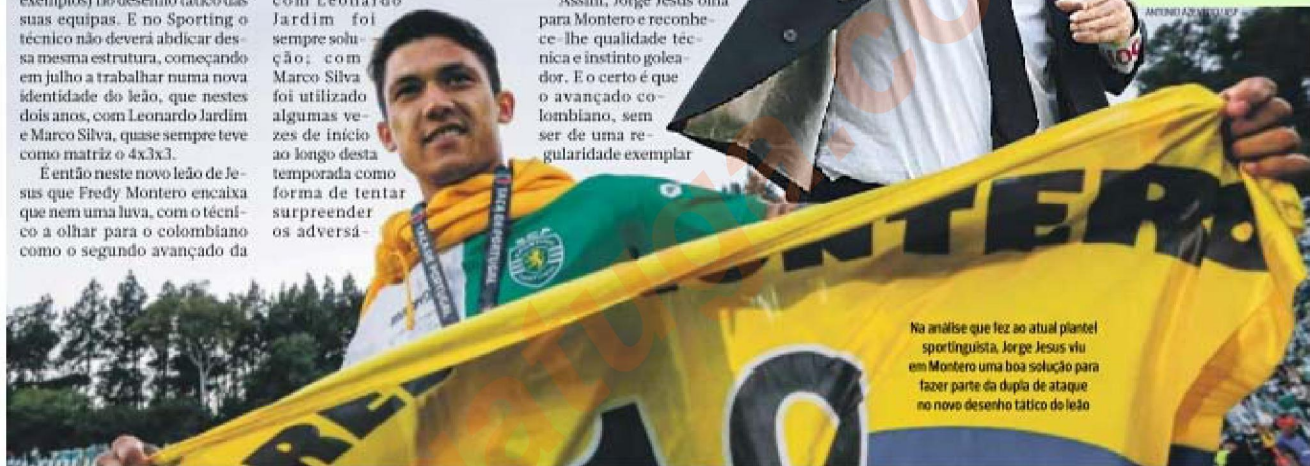 exemplos) no desenho tático das
suas equipas. E no Sporting o
técnico não deverá abdicar des-
sa mesma estrutura, começando
em julho a trabalhar numa nova
identidade do leão, que nestes
dois anos, com Leonardo Jardim
e Marco Silva, quase sempre teve
como matriz o 4x3x3.
É então neste novo leão de Je-
sus que Fredy Montero encaixa
que nem uma luva, com o técni-
co a olhar para o colombiano
como o segundo avançado da
com Leonardo
Jardim foi
sempre solu-
ção; com
Marco Silva
foi utilizado
algumas ve-
zes de início
ao longo desta
temporada como
forma de tentar
surpreender
os adversá-
Assim, Jorge Jesus olha
para Montero e reconhe-
ce-lhe qualidade téc-
nica e instinto golea-
dor. E o certo é que
o avançado co-
lombiano, sem
ser de uma re-
gularidade exemplar
TAÇA DE PORTUGAL
TAÇA DE PORTUGAL
MONTERO
10
Na análise que fez ao atual plantel
sportinguista, Jorge Jesus viu
em Montero uma boa solução para
fazer parte da dupla de ataque
no novo desenho tático do leão